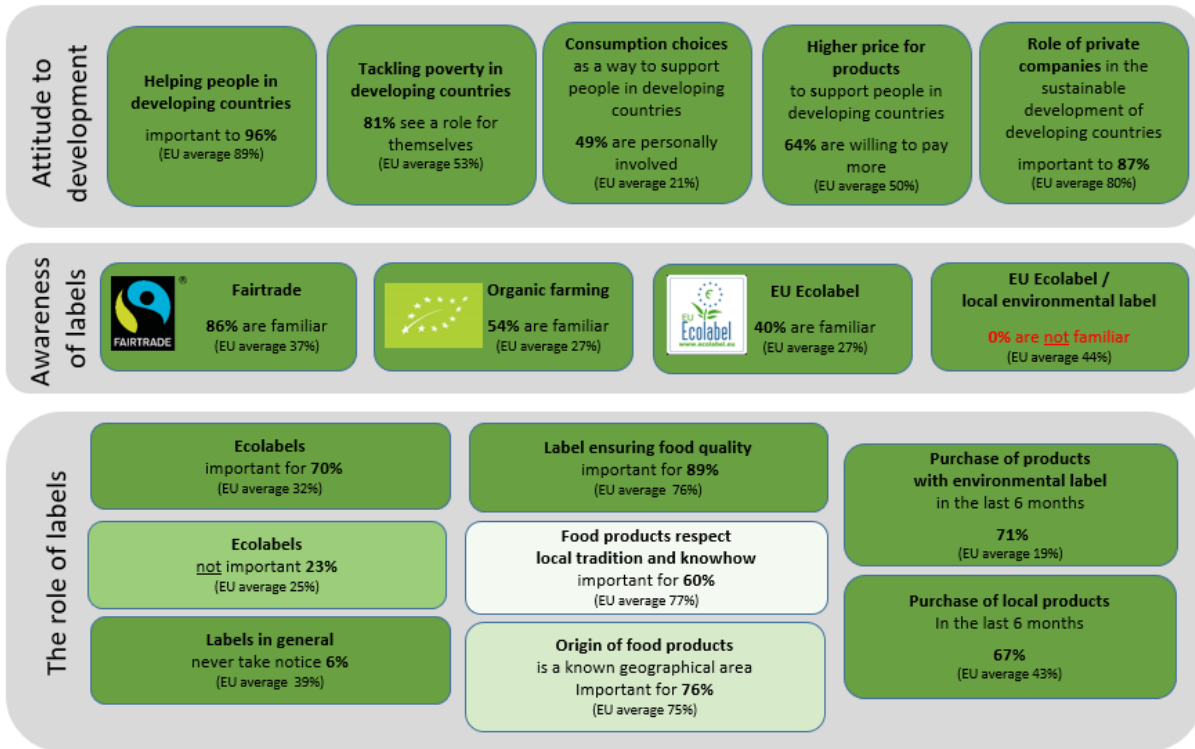 Attitude to
development
Helping people in
developing countries
important to 96%
(EU average 89%)
Tackling poverty in
developing countries
81% see a role for
themselves
(EU average 53%)
Consumption choices
as a way to support
people in developing
countries
49% are personally
involved
(EU average 21%)
Higher price for
products
to support people in
developing countries
64% are willing to pay
more
(EU average 50%)
Role of private
companies in the
sustainable
development of
developing countries
important to 87%
(EU average 80%)
Awareness
of labels
FAIRTRADE
®
Fairtrade
86% are familiar
(EU average 37%)
Organic farming
54% are familiar
(EU average 27%)
€
EU
Ecolabel
www.ecolabel.eu
EU Ecolabel
40% are familiar
(EU average 27%)
EU Ecolabel /
local environmental label
0% are not familiar
(EU average 44%)
The role of labels
Ecolabels
important for 70%
(EU average 32%)
Ecolabels
not important 23%
(EU average 25%)
Labels in general
never take notice 6%
(EU average 39%)
Label ensuring food quality
important for 89%
(EU average 76%)
Food products respect
local tradition and knowhow
important for 60%
(EU average 77%)
Origin of food products
is a known geographical area
Important for 76%
(EU average 75%)
Purchase of products
with environmental label
in the last 6 months
71%
(EU average 19%)
Purchase of local products
In the last 6 months
67%
(EU average 43%)